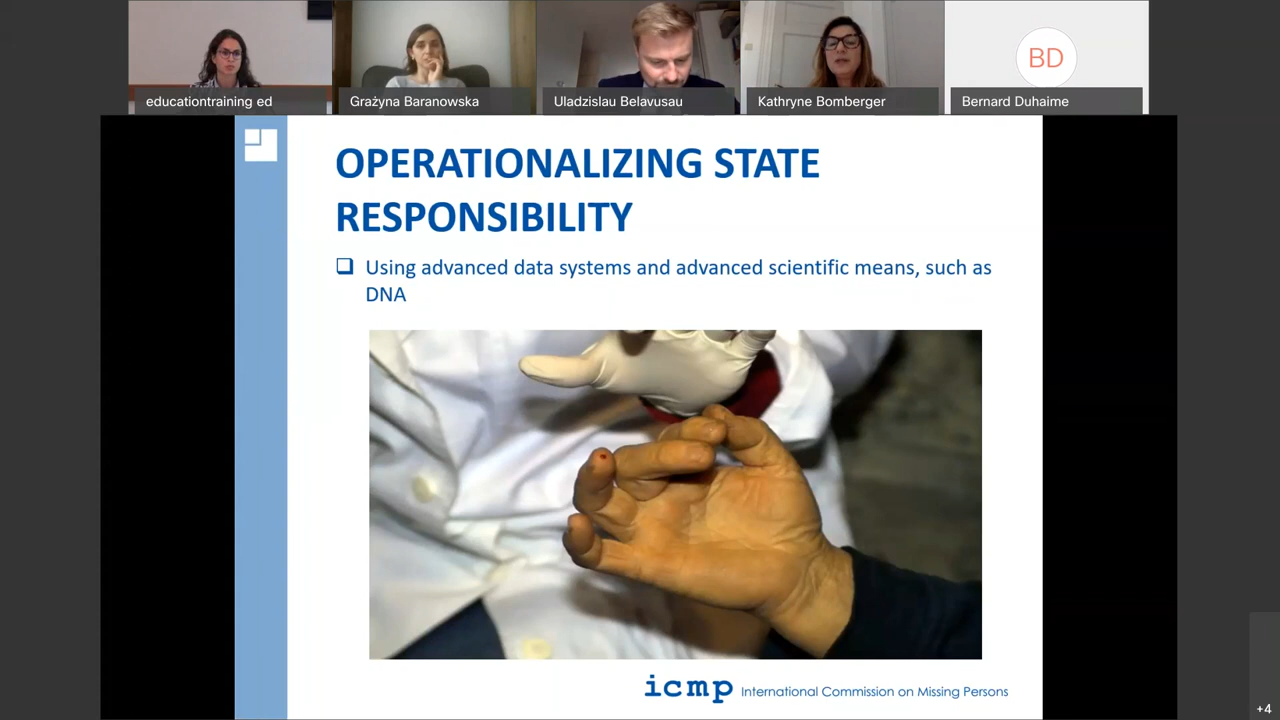 educationtraining ed
Grażyna Baranowska
Uladzislau Belavusau
Kathryne Bomberger
BD
Bernard Duhaime
OPERATIONALIZING STATE
RESPONSIBILITY
Using advanced data systems and advanced scientific means, such as
DNA
icmp International Commission on Missing Persons
+4